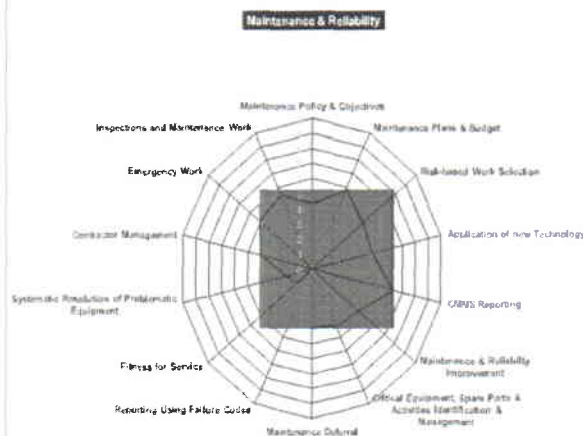 Maintenance & Reliability
Maintenance Policy & Objectives
Inspections and Maintenance Work
Maintenance Plans & Budget
Emergency Work
Risk-based Work Selection
Contractor Management
Application of new Technology
Systematic Resolution of Problematic
Equipment
CMMS Reporting
Fitness for Service
Maintenance & Reliability
Improvement
Reporting Using Failure Codes
Critical Equipment, Spare Parts &
Activities Identification &
Management
Maintenance Deferral